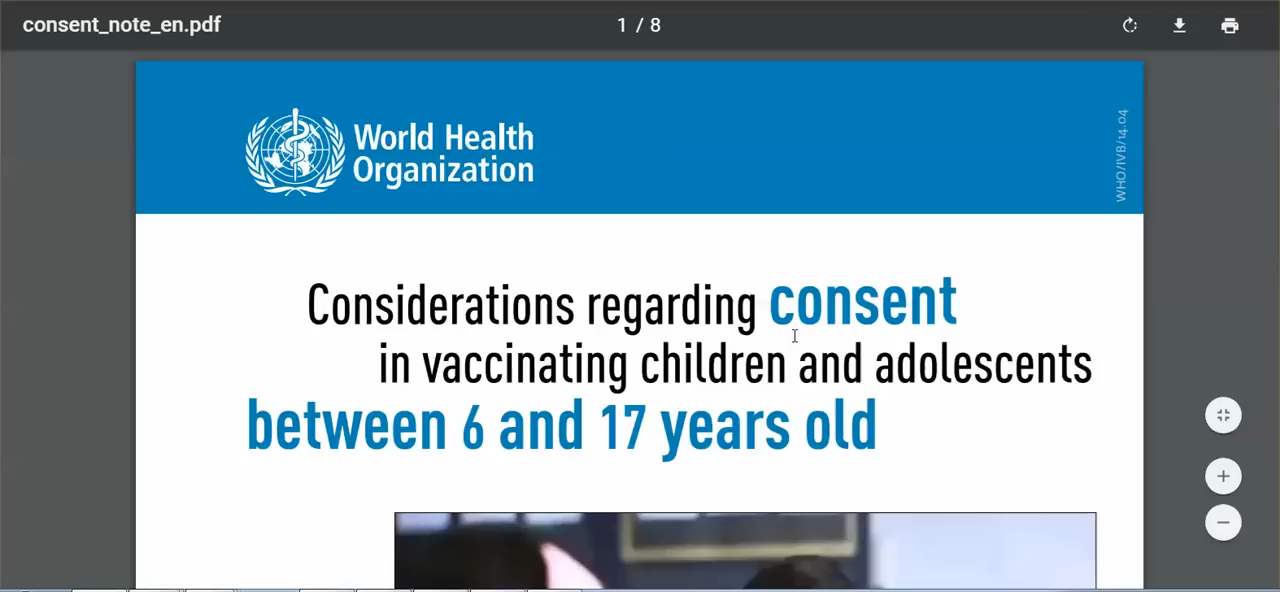 consent_note_en.pdf
1 / 8
World Health
Organization
WHO/IVB/14.04
Considerations regarding consent
in vaccinating children and adolescents
between 6 and 17 years old